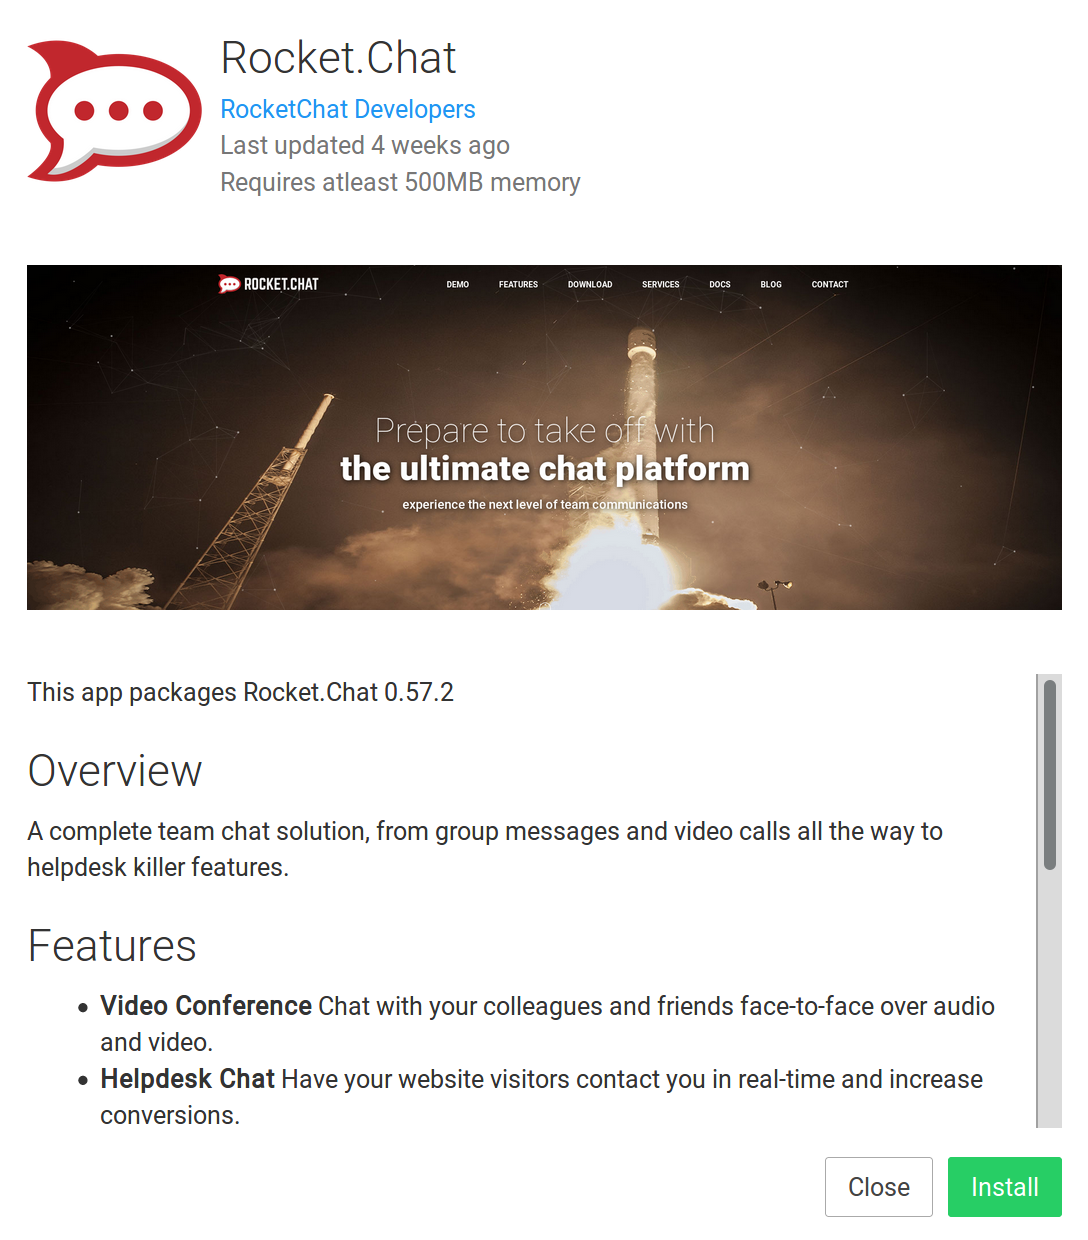 Rocket.Chat
RocketChat Developers
Last updated 4 weeks ago
Requires atleast 500MB memory
ROCKET.CHAT DEMO FEATURES DOWNLOAD SERVICES DOCS BLOG CONTACT
Prepare to take off with
the ultimate chat platform
experience the next level of team communications
This app packages Rocket.Chat 0.57.2
Overview
A complete team chat solution, from group messages and video calls all the way to
helpdesk killer features.
Features
Video Conference Chat with your colleagues and friends face-to-face over audio
and video.
Helpdesk Chat Have your website visitors contact you in real-time and increase
conversions.
Close Install